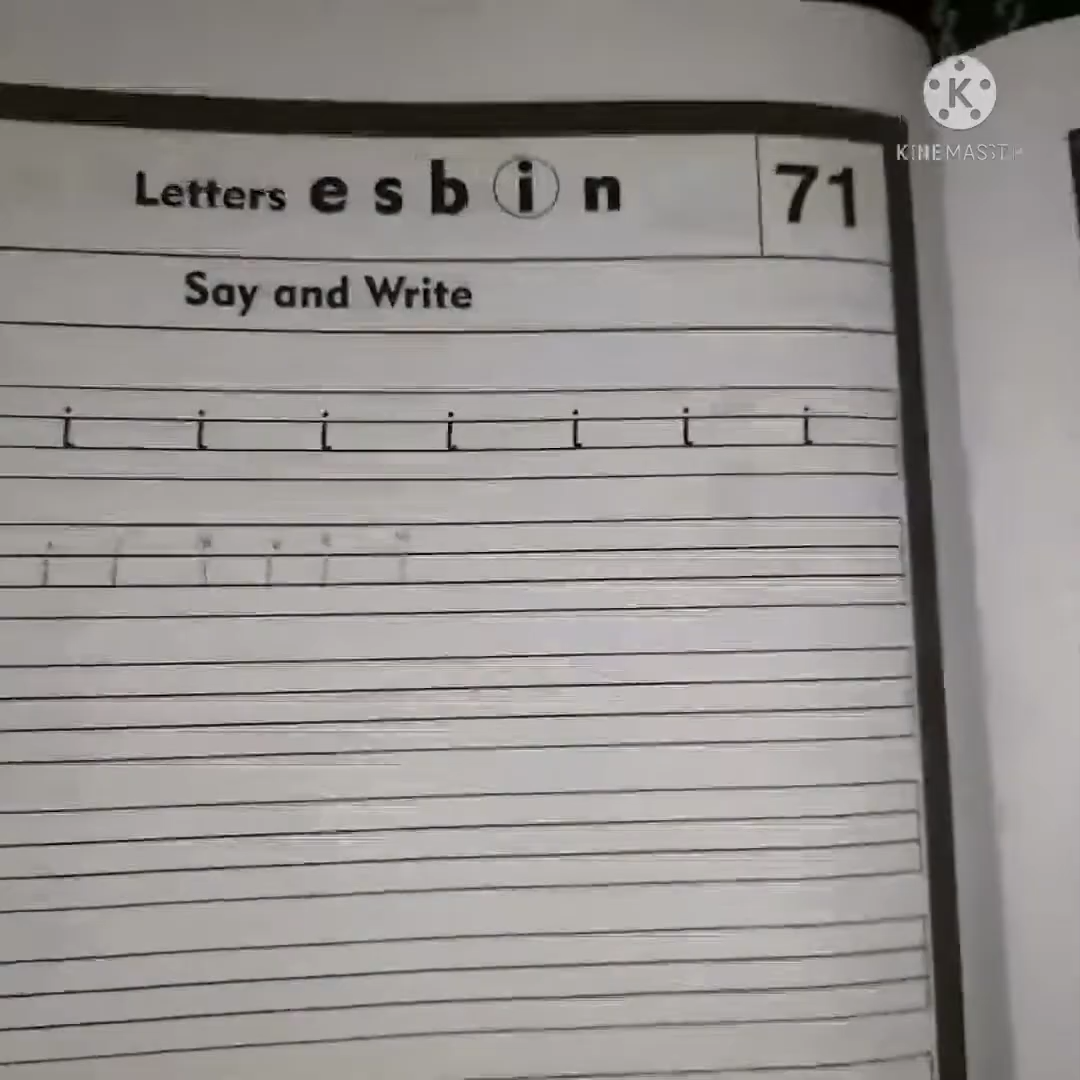 Letters e s b i n 71
Say and Write
i i i i i i i
i i i i i i
KINEMASTER